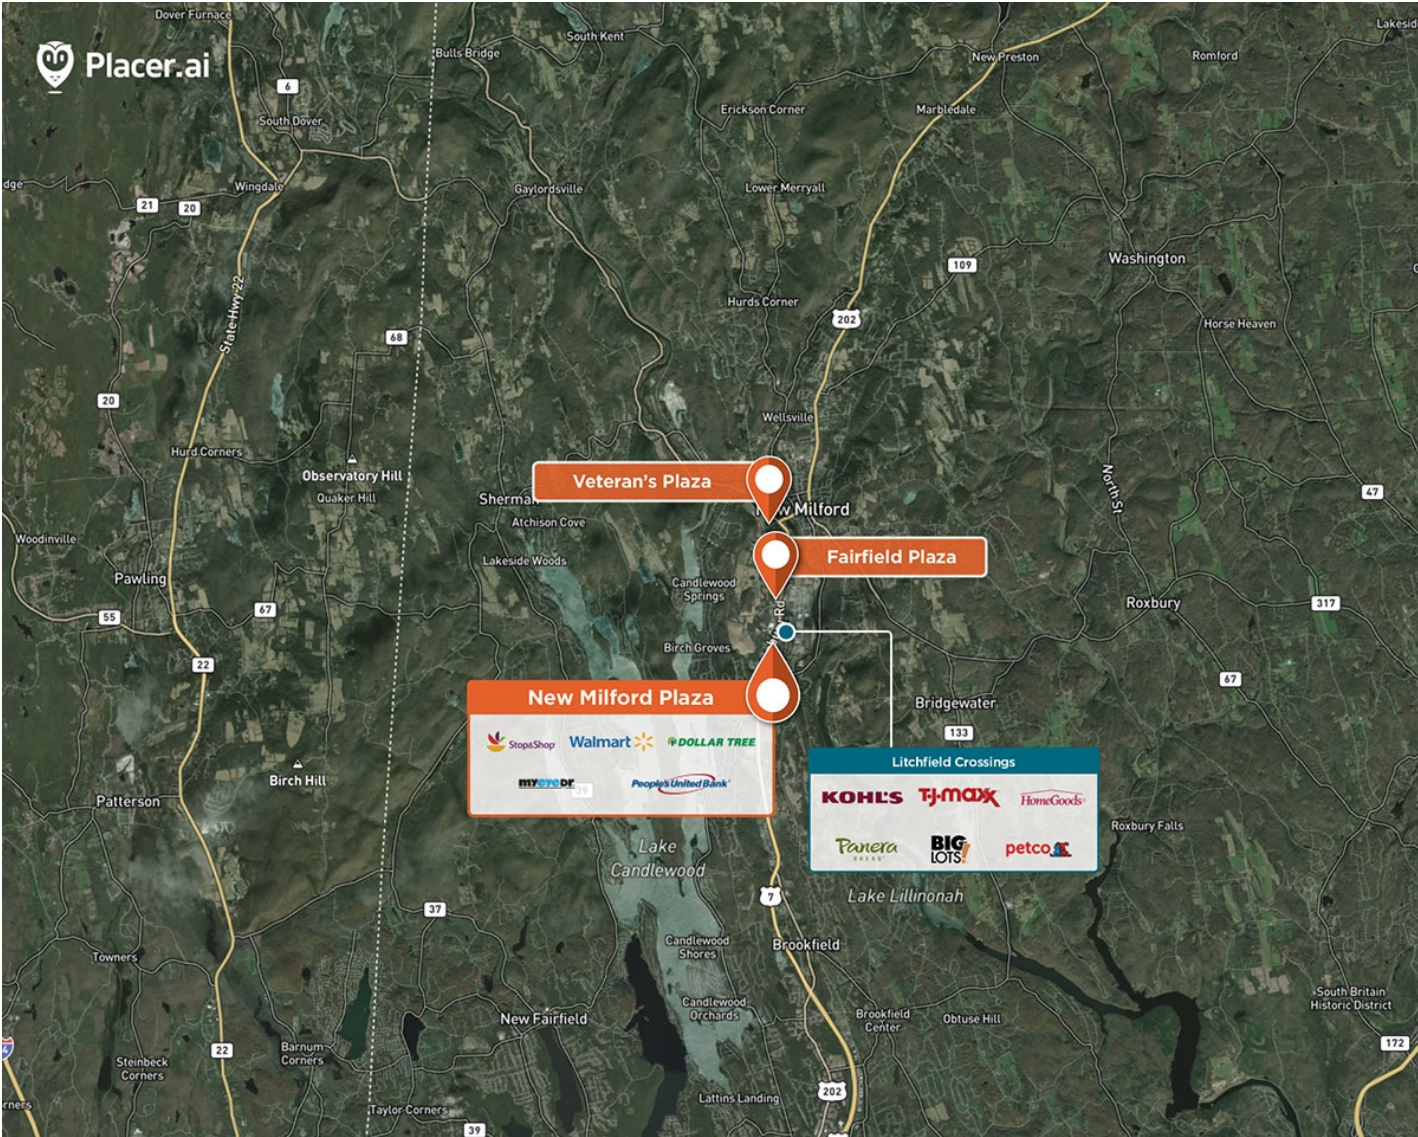 Dover Furnace
Lakesid
South Kent
Bulls Bridge
New Preston
Romford
Placer.ai
6
Erickson Corner
Marbledale
South Dover
dge
Wingdale
Gaylordsville
Lower Merryall
21
20
Washington
109
Hurds Corner
State Hwy 22
202
Horse Heaven
68
20
Wellsville
Hurd Corners
Observatory Hill
Quaker Hill
Veteran's Plaza
North St
47
Sherman
New Milford
Atchison Cove
Woodinville
Lakeside Woods
Fairfield Plaza
Pawling
Candlewood
Springs
Roxbury
317
67
55
Rd
Birch Groves
22
67
New Milford Plaza
Bridgewater
133
Stop&Shop
Walmart
DOLLAR TREE
Litchfield Crossings
Birch Hill
myeyedr
39
People's United Bank
KOHL'S
T·J·maxx
HomeGoods
Patterson
Roxbury Falls
Panera
BREAD
BIG
LOTS!
petco
Lake
Candlewood
7
Lake Lillinonah
37
Candlewood
Shores
Brookfield
Towners
South Britain
Historic District
New Fairfield
Candlewood
Orchards
Brookfield
Center
Obtuse Hill
22
Barnum
Corners
172
Steinbeck
Corners
202
Lattins Landing
rners
Taylor Corners
39